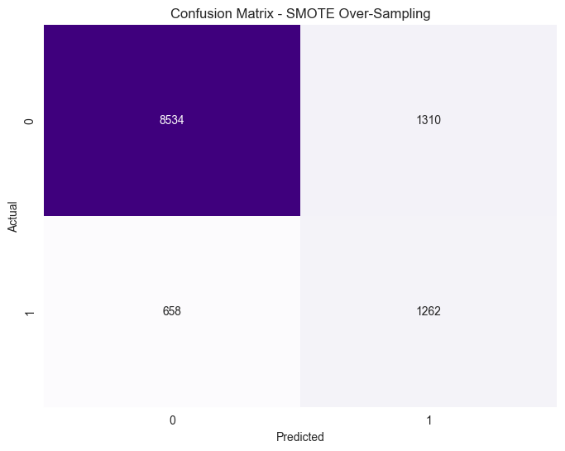 Confusion Matrix - SMOTE Over-Sampling
0
8534
1310
Actual
1
658
1262
0
1
Predicted